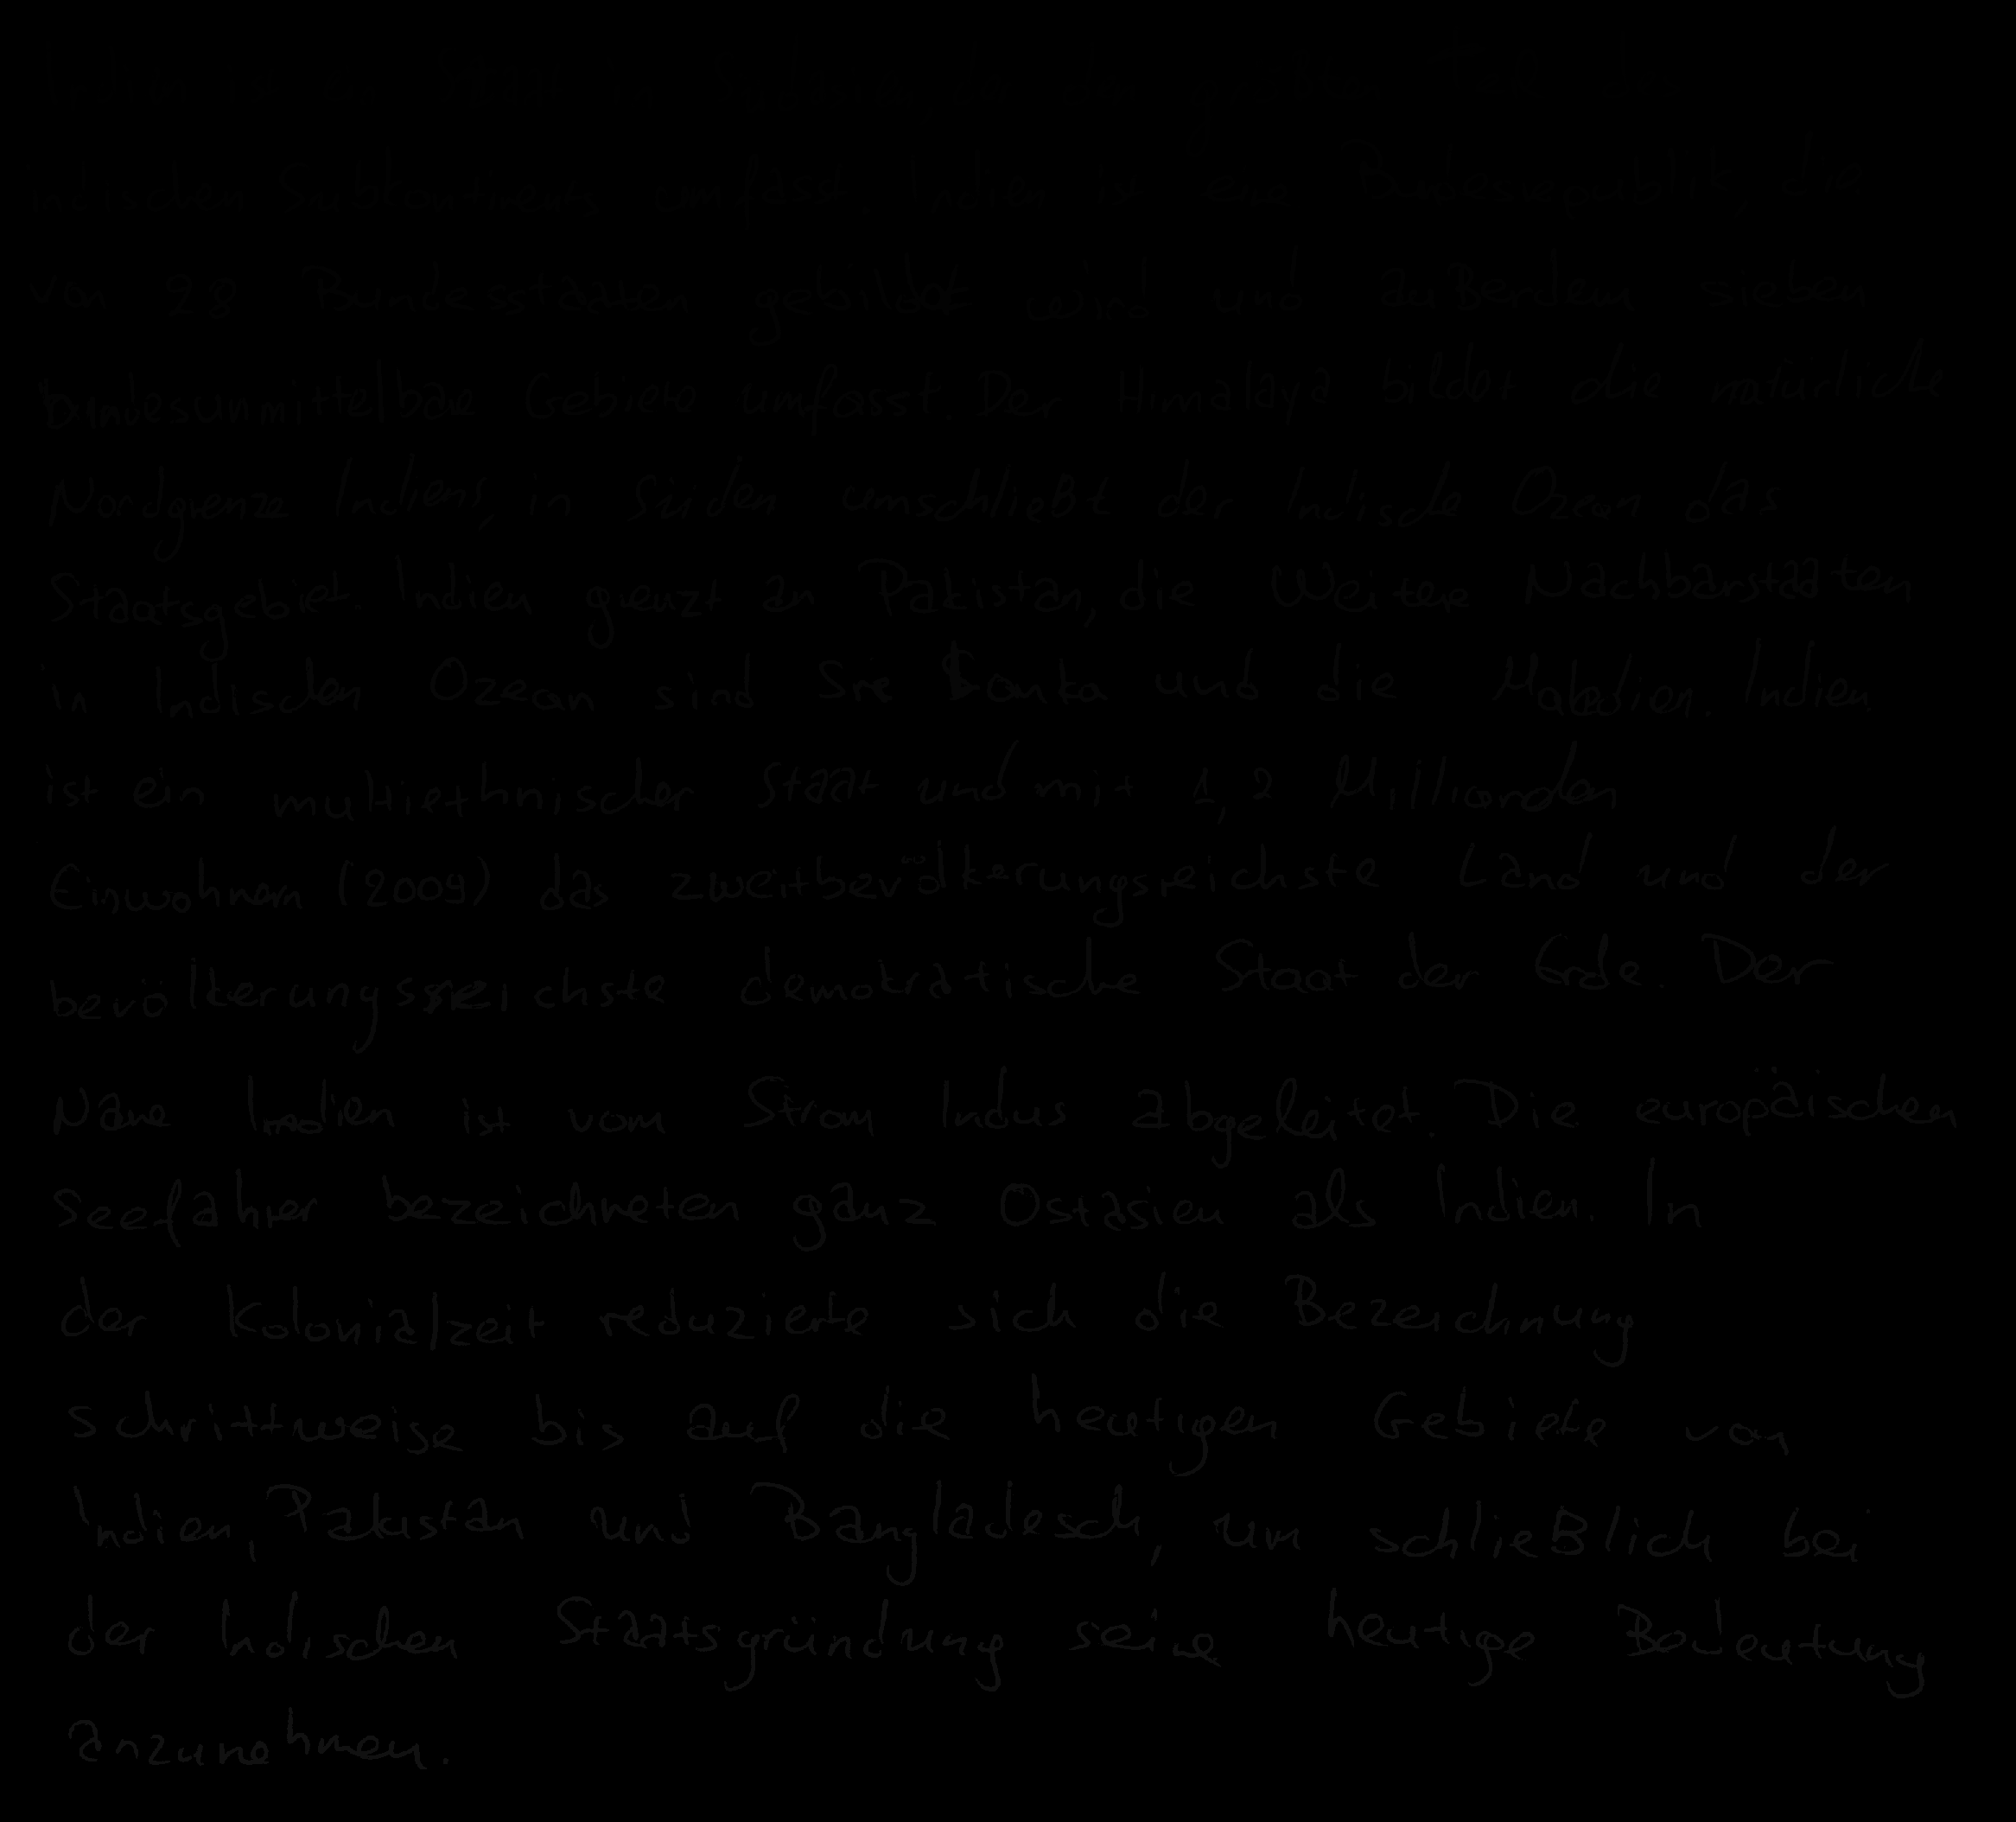 indischen Subkontinents umfasst. Indien ist eine Bundesrepublik, die
von 28 Bundesstaaten gebildet wird und außerdem sieben
bundesunmittelbare Gebiete umfasst. Der Himalaya bildet die natürliche
Nordgrenze Indiens, in Süden umschließt der Indische Ozean das
Staatsgebiet. Indien grenzt an Pakistan, die Weitere Nachbarstaaten
in Indischen Ozean sind Sri Lanka und die Malediven. Indien
ist ein multiethnischer Staat und mit 1,2 Milliarden
Einwohnern (2009) das zweitbevölkerungsreichste Land und der
bevölkerungsreichste demokratische Staat der Erde. Der
Name Indien ist vom Strom Indus abgeleitet. Die europäischen
Seefahrer bezeichneten ganz Ostasien als Indien. In
der Kolonialzeit reduzierte sich die Bezeichnung
schrittweise bis auf die heutigen Gebiete von
Indien, Pakistan und Bangladesch, um schließlich bei
der Indischen Staatsgründung seine heutige Bedeutung
anzunehmen.